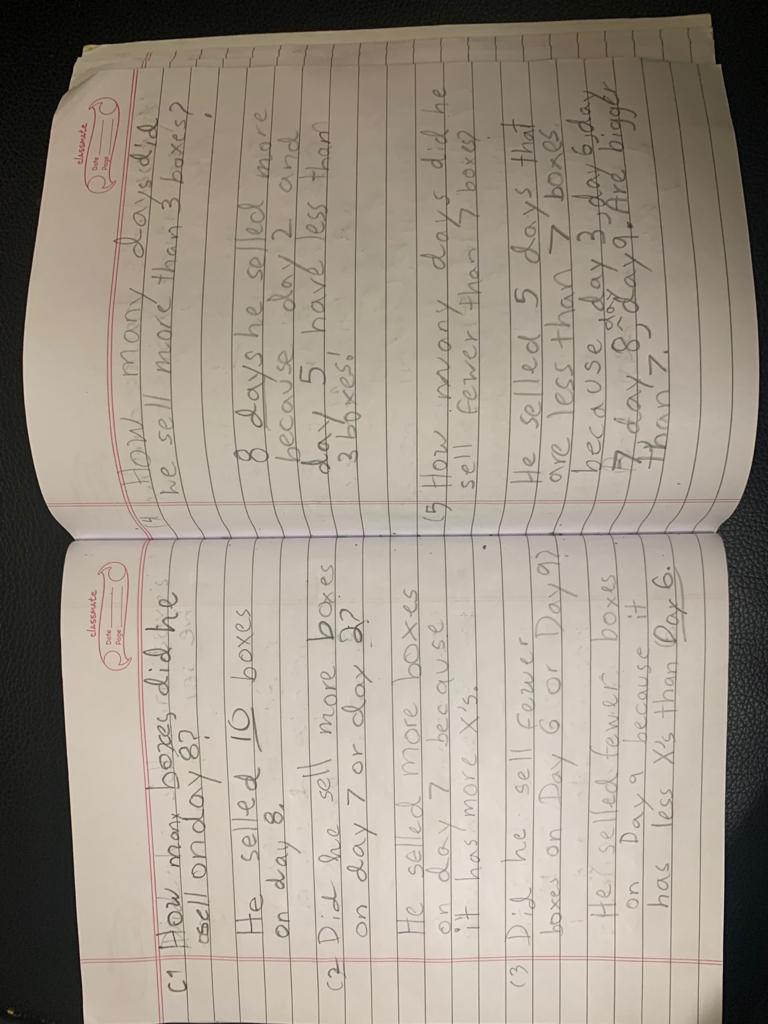 classmate
Date
Page
(1 How many boxes did he
sell on day 8?
He selled 10 boxes
on day 8.
(2 Did he sell more boxes
on day 7 or day 2?
He selled more boxes
on day 7 because
it has more X's.
(3 Did he sell fewer
boxes on Day 6 or Day 9?
He selled fewer boxes
on Day 9 because it
has less X's than Day 6.
classmate
Date
Page
(4 How many days did
he sell more than 3 boxes?
8 days he selled more
because day 2 and
day 5 have less than
3 boxes!
(5 How many days did he
sell fewer than 7 boxes?
He selled 5 days that
are less than 7 boxes
because day 3, day 6, day
7, day 8, day 9. Are bigger
than 7.